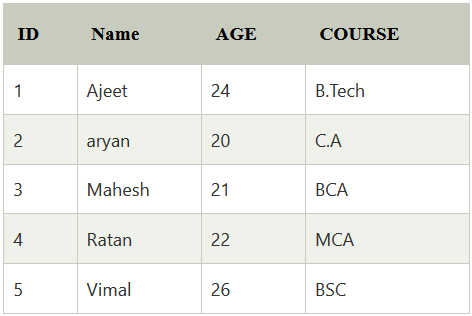 ID Name AGE COURSE
1 Ajeet 24 B.Tech
2 aryan 20 C.A
3 Mahesh 21 BCA
4 Ratan 22 MCA
5 Vimal 26 BSC